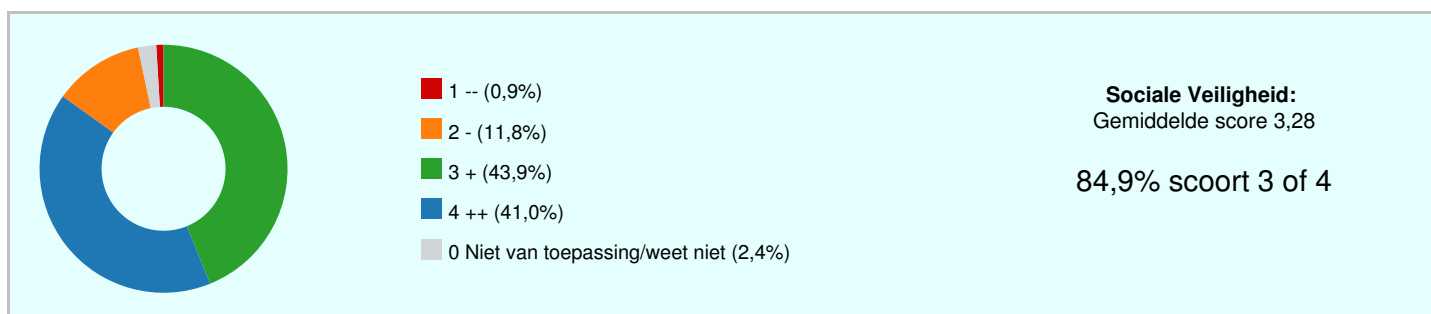 1 -- (0,9%)
2 - (11,8%)
3 + (43,9%)
4 ++ (41,0%)
0 Niet van toepassing/weet niet (2,4%)
Sociale Veiligheid:
Gemiddelde score 3,28
84,9% scoort 3 of 4